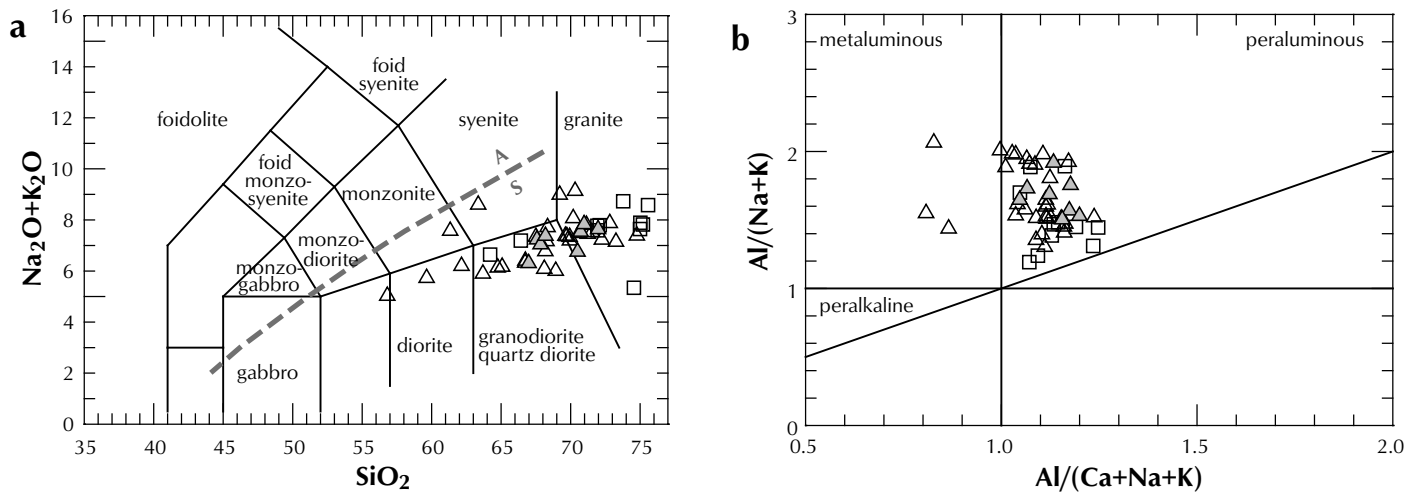 a
16
14
12
10
8
6
4
2
0
Na₂O+K₂O
foidolite
foid
syenite
syenite
granite
foid
monzo-
syenite
monzonite
A
S
monzo-
diorite
monzo-
gabbro
gabbro
diorite
granodiorite
quartz diorite
35 40 45 50 55 60 65 70 75
SiO₂
b
3
2
1
0
Al/(Na+K)
metaluminous
peraluminous
peralkaline
0.5 1.0 1.5 2.0
Al/(Ca+Na+K)